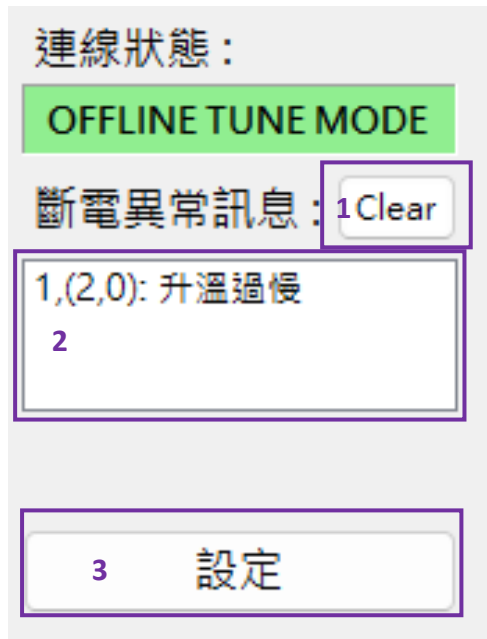 連線狀態：
OFFLINE TUNE MODE
斷電異常訊息：1 Clear
1,(2,0): 升溫過慢
2
3 設定